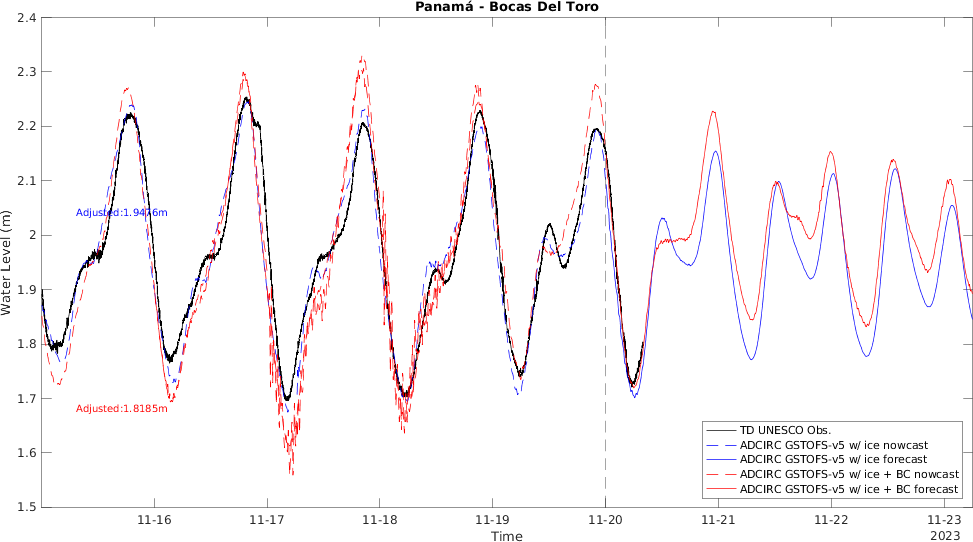 Panamá - Bocas Del Toro
2.4
2.3
2.2
2.1
2
1.9
1.8
1.7
1.6
1.5
Water Level (m)
Adjusted:1.9476m
Adjusted:1.8185m
TD UNESCO Obs.
ADCIRC GSTOFS-v5 w/ ice nowcast
ADCIRC GSTOFS-v5 w/ ice forecast
ADCIRC GSTOFS-v5 w/ ice + BC nowcast
ADCIRC GSTOFS-v5 w/ ice + BC forecast
11-16 11-17 11-18 11-19 11-20 11-21 11-22 11-23
Time 2023